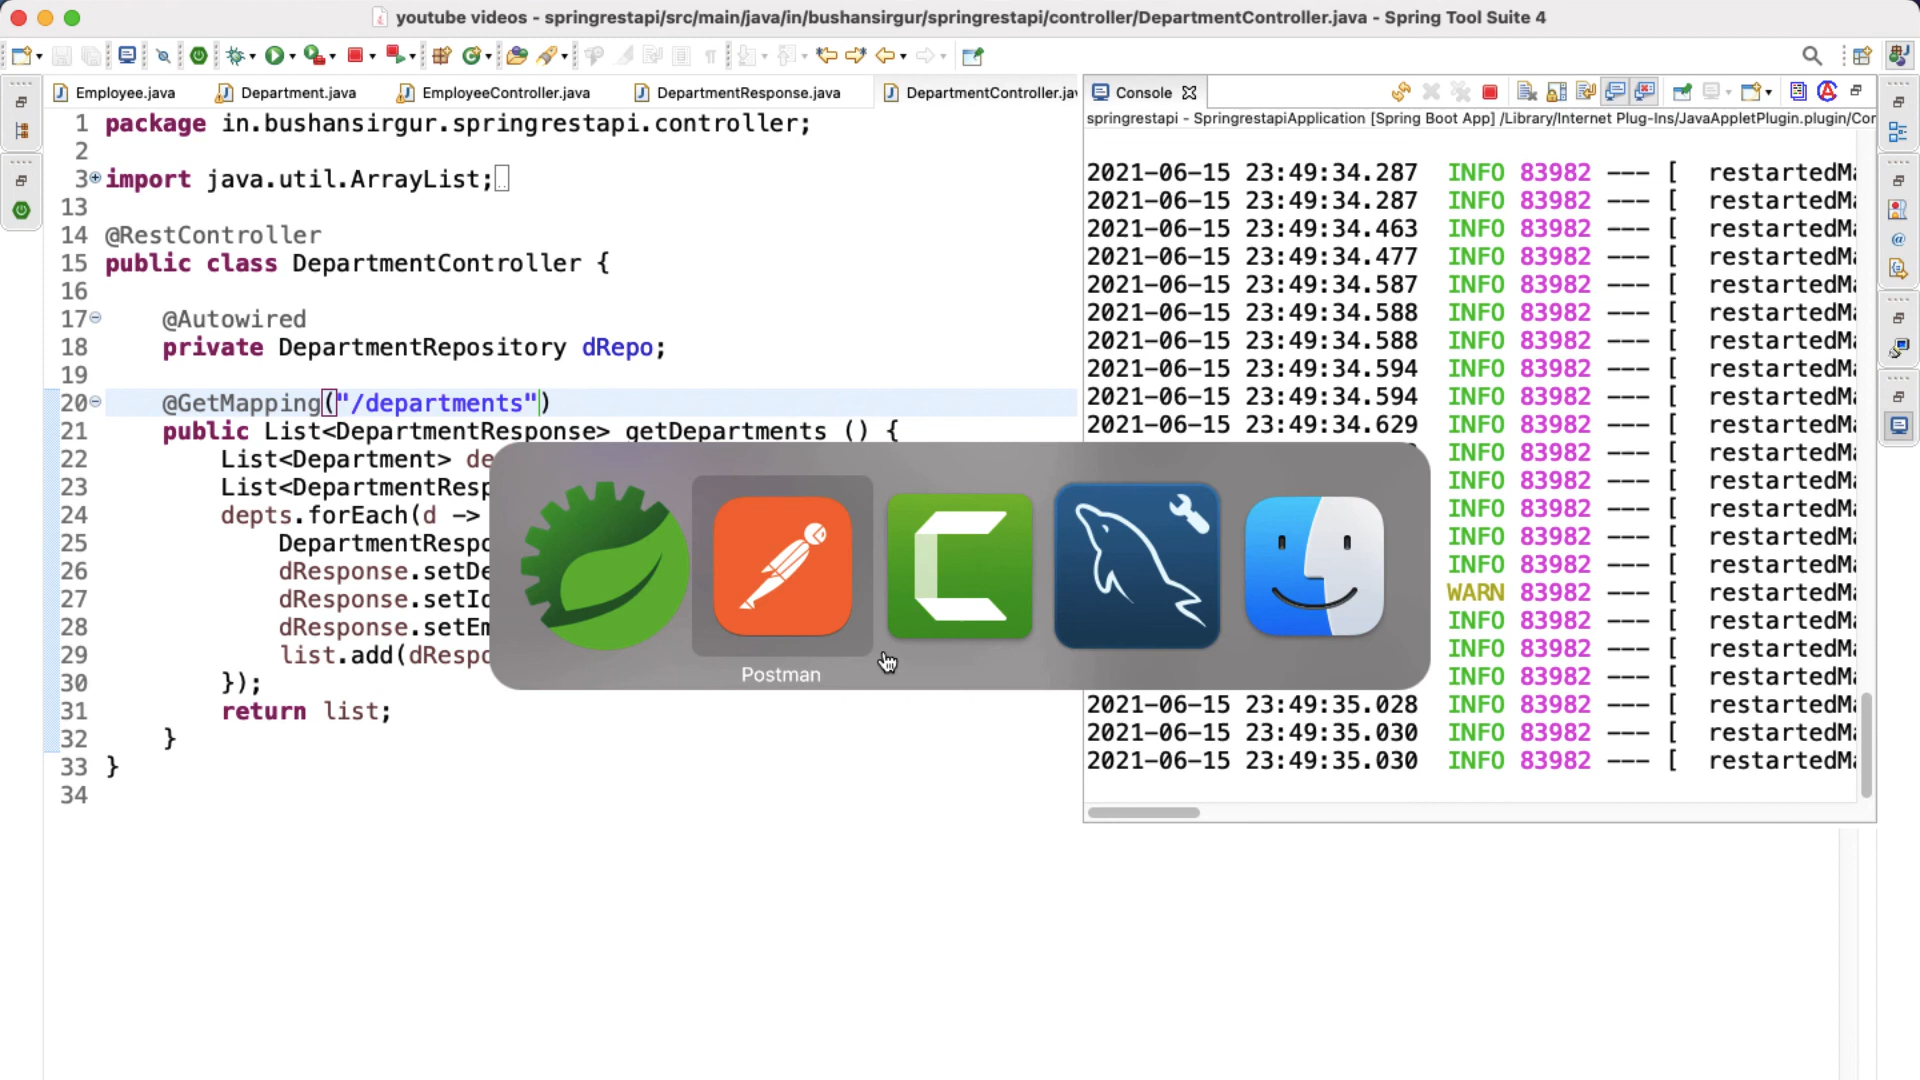 youtube videos - springrestapi/src/main/java/in/bushansirgur/springrestapi/controller/DepartmentController.java - Spring Tool Suite 4
Employee.java
Department.java
EmployeeController.java
DepartmentResponse.java
DepartmentController.jav
1 package in.bushansirgur.springrestapi.controller;
2
3 import java.util.ArrayList;
13
14 @RestController
15 public class DepartmentController {
16
17 @Autowired
18 private DepartmentRepository dRepo;
19
20 @GetMapping("/departments")
21 public List<DepartmentResponse> getDepartments () {
22 List<Department> de
23 List<DepartmentResp
24 depts.forEach(d ->
25 DepartmentRespo
26 dResponse.setDe
27 dResponse.setId
28 dResponse.setEm
29 list.add(dRespo
30 });
31 return list;
32 }
33 }
34
Postman
Console
springrestapi - SpringrestapiApplication [Spring Boot App] /Library/Internet Plug-Ins/JavaAppletPlugin.plugin/Con
2021-06-15 23:49:34.287 INFO 83982 --- [ restartedMa
2021-06-15 23:49:34.287 INFO 83982 --- [ restartedMa
2021-06-15 23:49:34.463 INFO 83982 --- [ restartedMa
2021-06-15 23:49:34.477 INFO 83982 --- [ restartedMa
2021-06-15 23:49:34.587 INFO 83982 --- [ restartedMa
2021-06-15 23:49:34.588 INFO 83982 --- [ restartedMa
2021-06-15 23:49:34.588 INFO 83982 --- [ restartedMa
2021-06-15 23:49:34.594 INFO 83982 --- [ restartedMa
2021-06-15 23:49:34.594 INFO 83982 --- [ restartedMa
2021-06-15 23:49:34.629 INFO 83982 --- [ restartedMa
INFO 83982 --- [ restartedMa
INFO 83982 --- [ restartedMa
INFO 83982 --- [ restartedMa
INFO 83982 --- [ restartedMa
INFO 83982 --- [ restartedMa
WARN 83982 --- [ restartedMa
INFO 83982 --- [ restartedMa
INFO 83982 --- [ restartedMa
INFO 83982 --- [ restartedMa
2021-06-15 23:49:35.028 INFO 83982 --- [ restartedMa
2021-06-15 23:49:35.030 INFO 83982 --- [ restartedMa
2021-06-15 23:49:35.030 INFO 83982 --- [ restartedMa